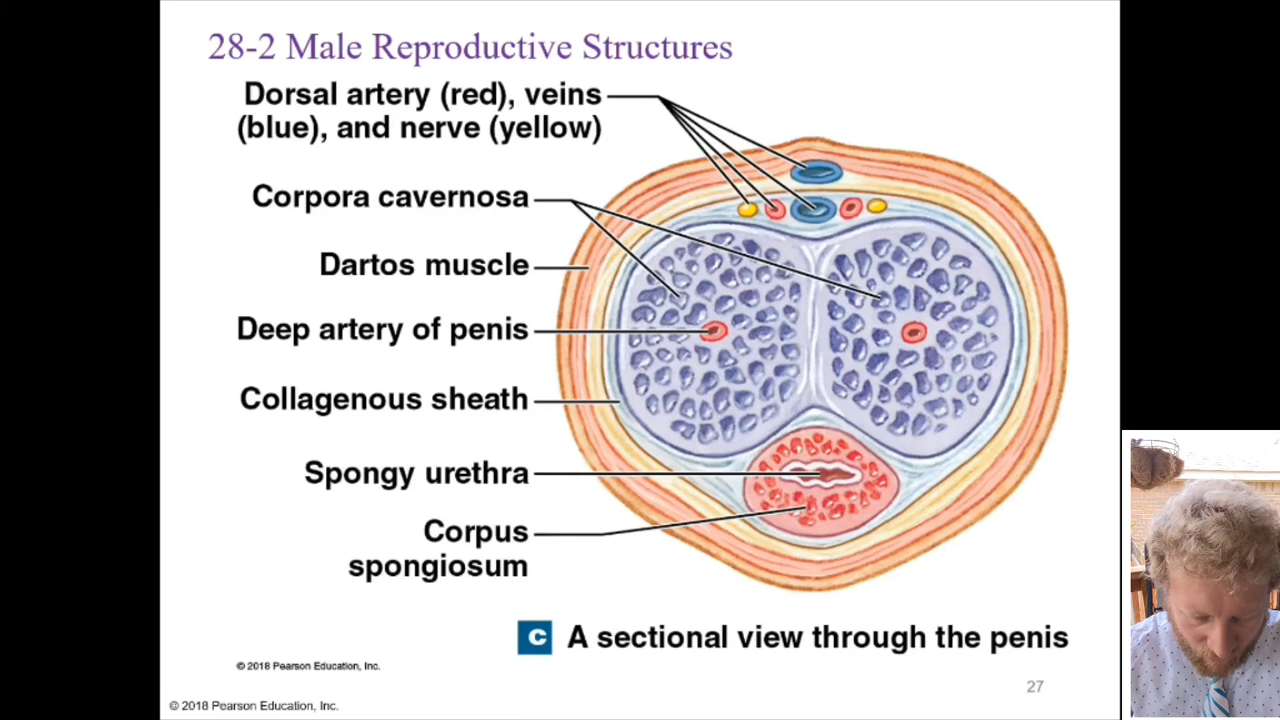 28-2 Male Reproductive Structures
Dorsal artery (red), veins
(blue), and nerve (yellow)
Corpora cavernosa
Dartos muscle
Deep artery of penis
Collagenous sheath
Spongy urethra
Corpus
spongiosum
C A sectional view through the penis
© 2018 Pearson Education, Inc.
27
© 2018 Pearson Education, Inc.